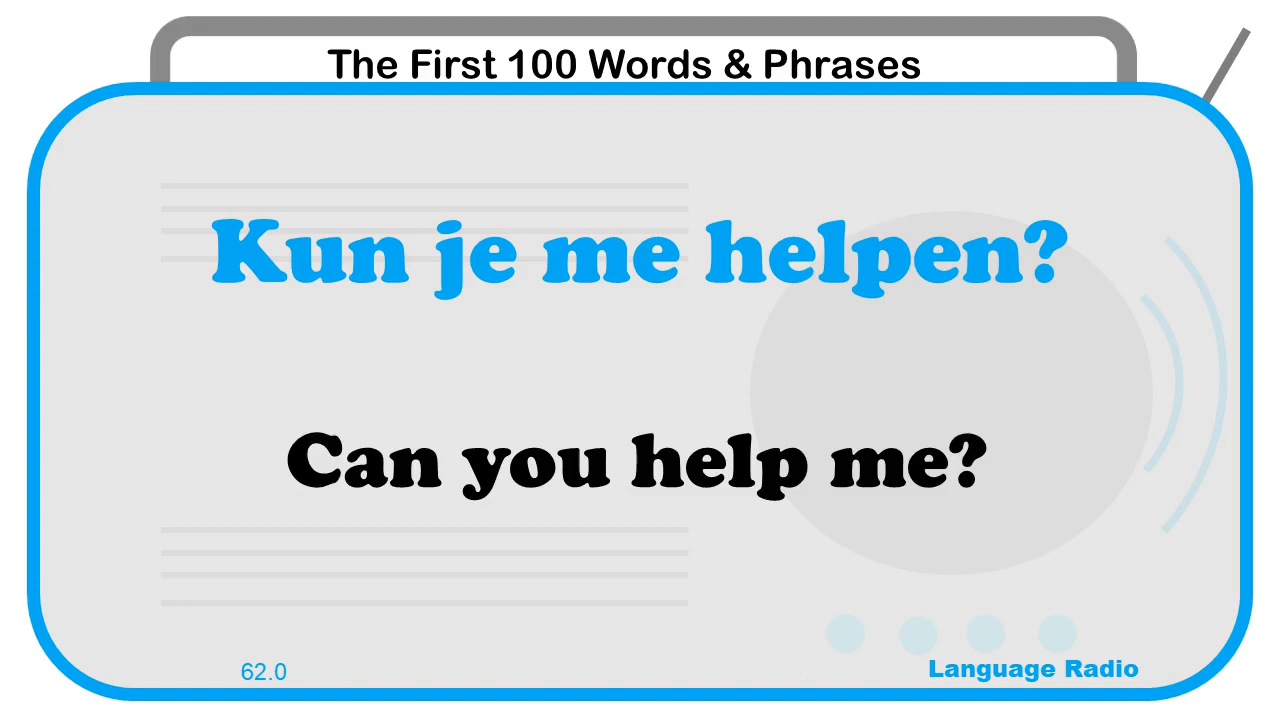 The First 100 Words & Phrases
Kun je me helpen?
Can you help me?
62.0
Language Radio